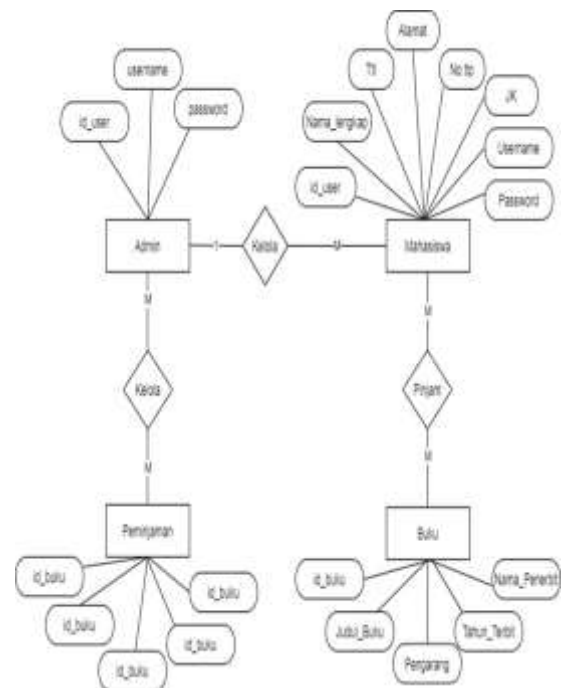 Alamat
username
Ttl
No tlp
id_user
password
JK
Nama_lengkap
Username
id_user
Password
Admin
1
Kelola
M
Mahasiswa
M
M
Kelola
Pinjam
M
M
Peminjaman
Buku
id_buku
id_buku
id_buku
Nama_Penerbit
id_buku
id_buku
Judul_Buku
Tahun_Terbit
id_buku
Pengarang